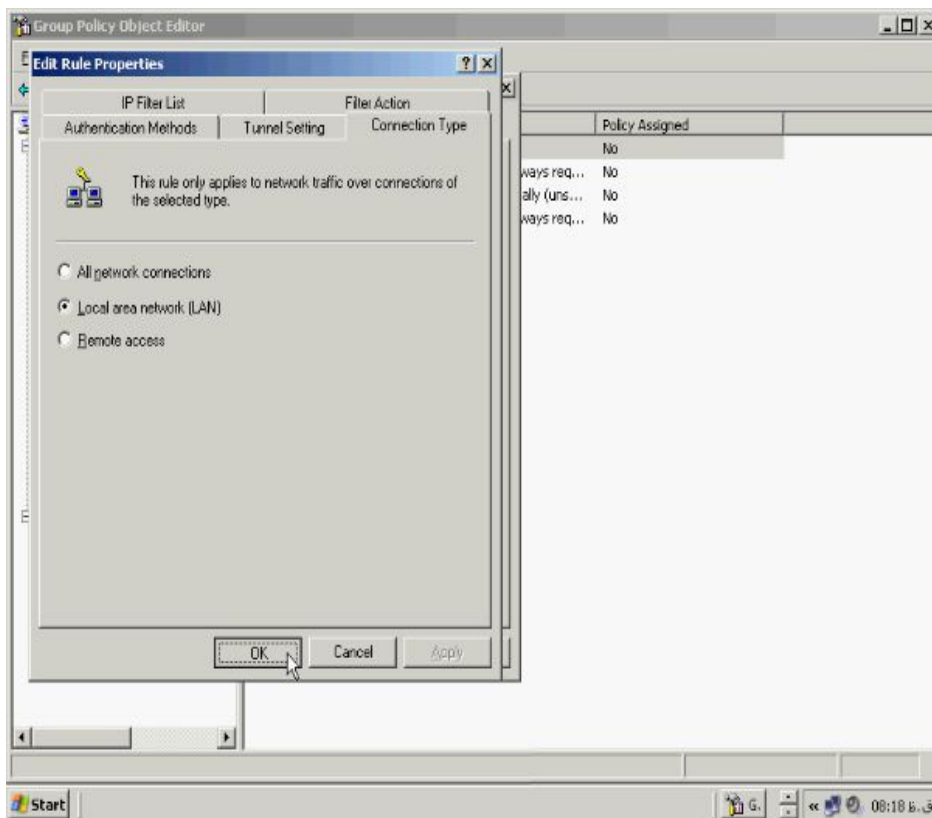 Group Policy Object Editor
Edit Rule Properties
IP Filter List
Filter Action
Authentication Methods
Tunnel Setting
Connection Type
This rule only applies to network traffic over connections of
the selected type.
All network connections
Local area network (LAN)
Remote access
OK
Cancel
Apply
Policy Assigned
No
ways req... No
ally (uns... No
ways req... No
Start
G.
« 08:18